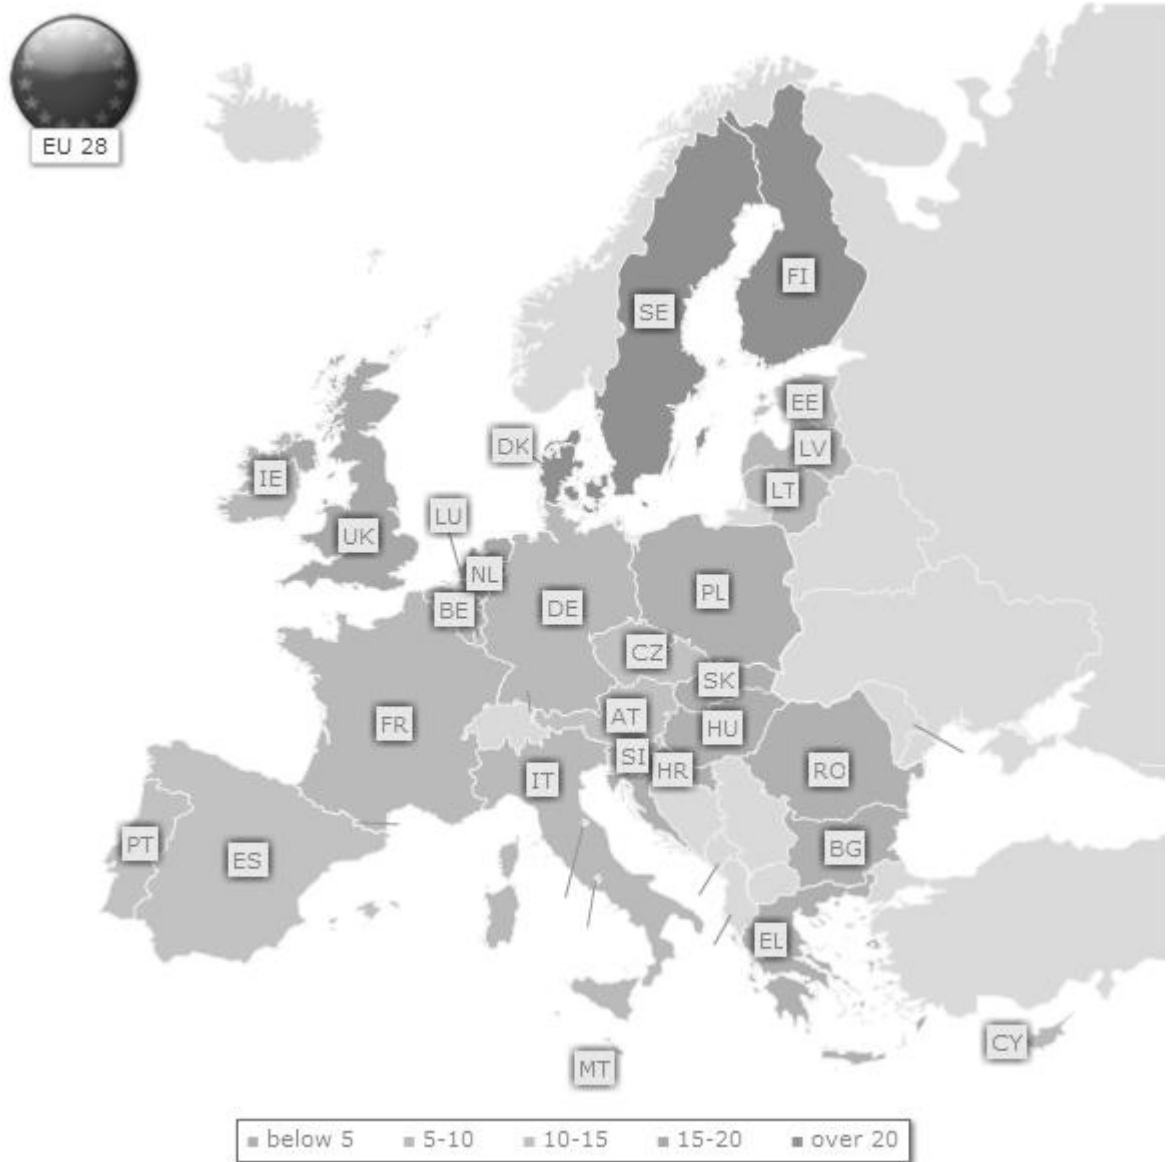 EU 28
FI
SE
EE
DK
LV
IE
LT
LU
UK
NL
PL
BE
DE
CZ
SK
AT
FR
HU
SI
HR
RO
IT
PT
BG
ES
EL
CY
MT
below 5 5-10 10-15 15-20 over 20